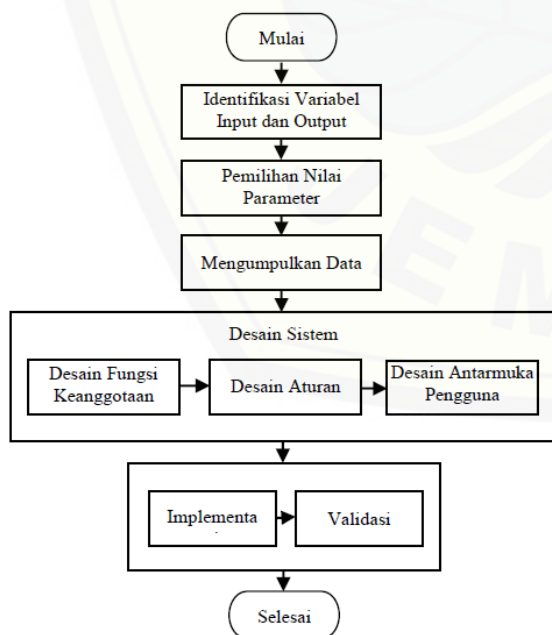 Mulai
Identifikasi Variabel
Input dan Output
Pemilihan Nilai
Parameter
Mengumpulkan Data
Desain Sistem
Desain Fungsi
Keanggotaan
Desain Aturan
Desain Antarmuka
Pengguna
Implementa
Validasi
Selesai